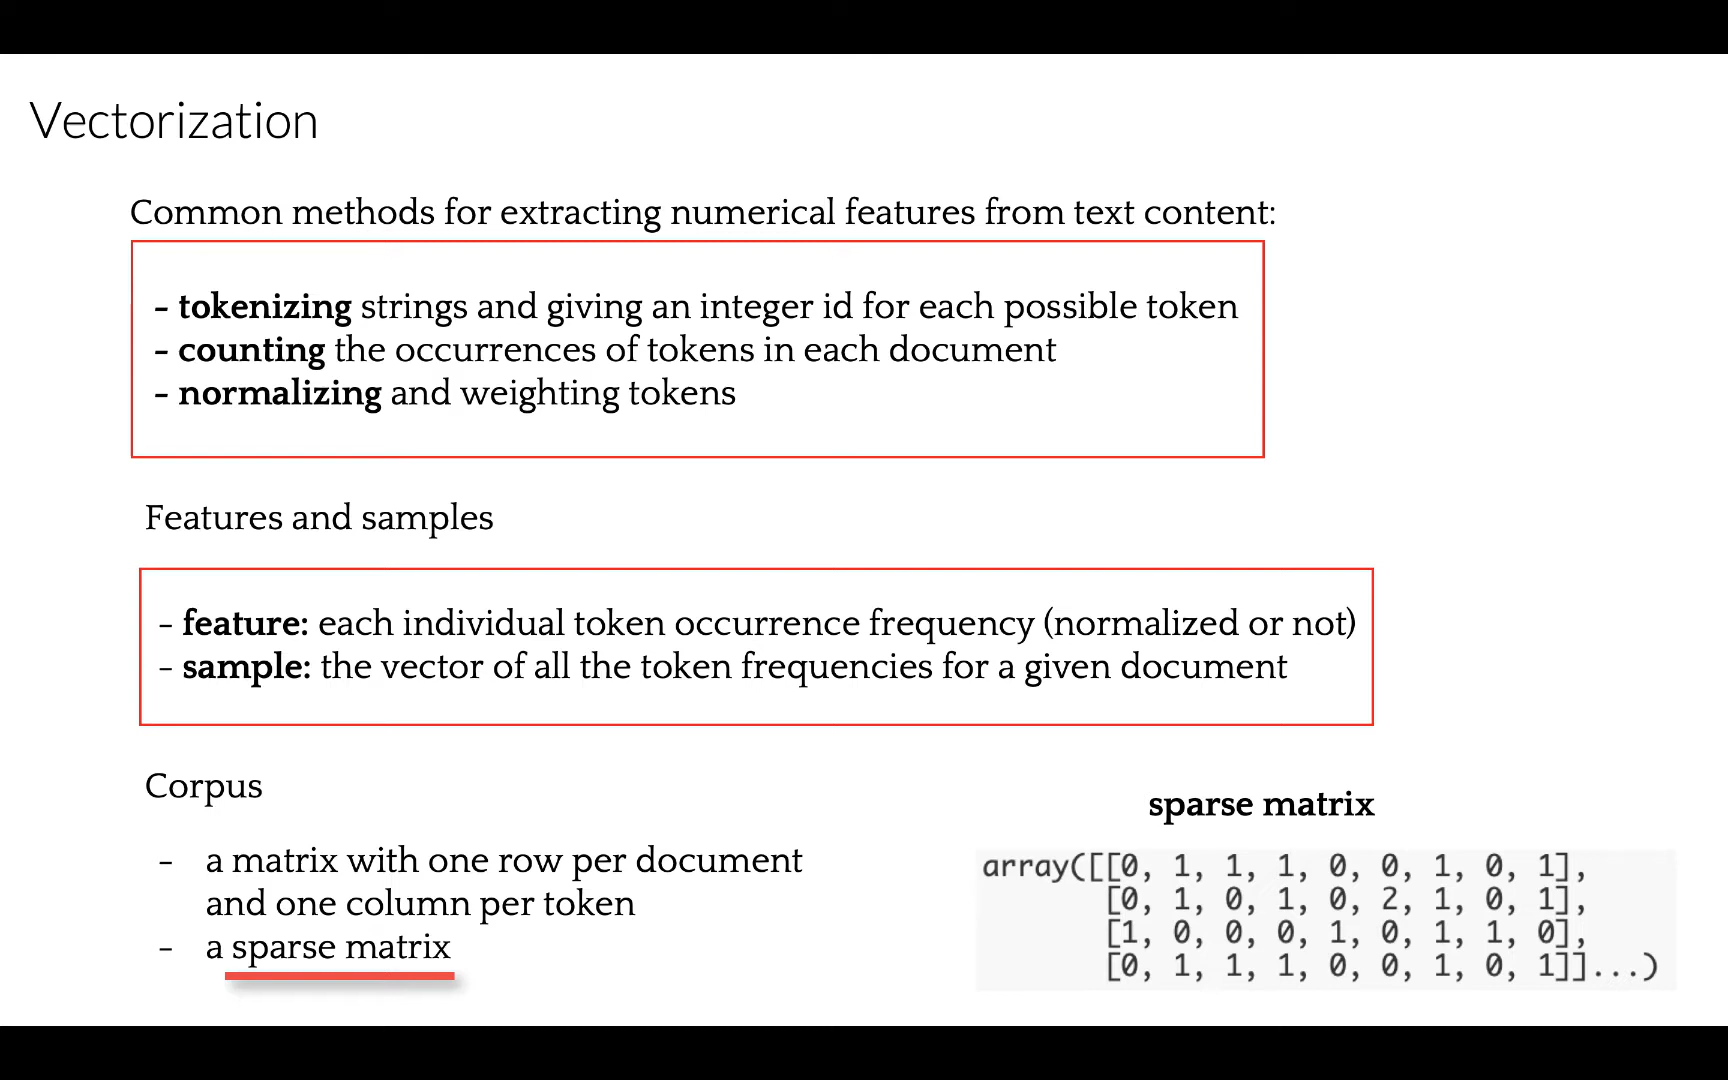 Vectorization
Common methods for extracting numerical features from text content:
- tokenizing strings and giving an integer id for each possible token
- counting the occurrences of tokens in each document
- normalizing and weighting tokens
Features and samples
- feature: each individual token occurrence frequency (normalized or not)
- sample: the vector of all the token frequencies for a given document
Corpus
- a matrix with one row per document
and one column per token
- a sparse matrix
sparse matrix
array([[0, 1, 1, 1, 0, 0, 1, 0, 1],
[0, 1, 0, 1, 0, 2, 1, 0, 1],
[1, 0, 0, 0, 1, 0, 1, 1, 0],
[0, 1, 1, 1, 0, 0, 1, 0, 1]]...)